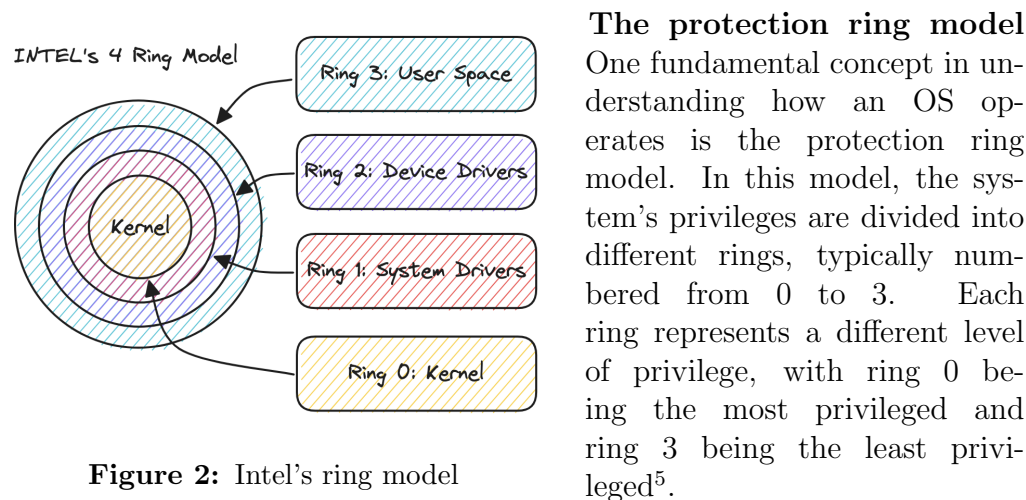 INTEL's 4 Ring Model
Ring 3: User Space
Ring 2: Device Drivers
Kernel
Ring 1: System Drivers
Ring 0: Kernel
Figure 2: Intel's ring model
The protection ring model
One fundamental concept in un-
derstanding how an OS op-
erates is the protection ring
model. In this model, the sys-
tem's privileges are divided into
different rings, typically num-
bered from 0 to 3. Each
ring represents a different level
of privilege, with ring 0 be-
ing the most privileged and
ring 3 being the least privi-
leged⁵.